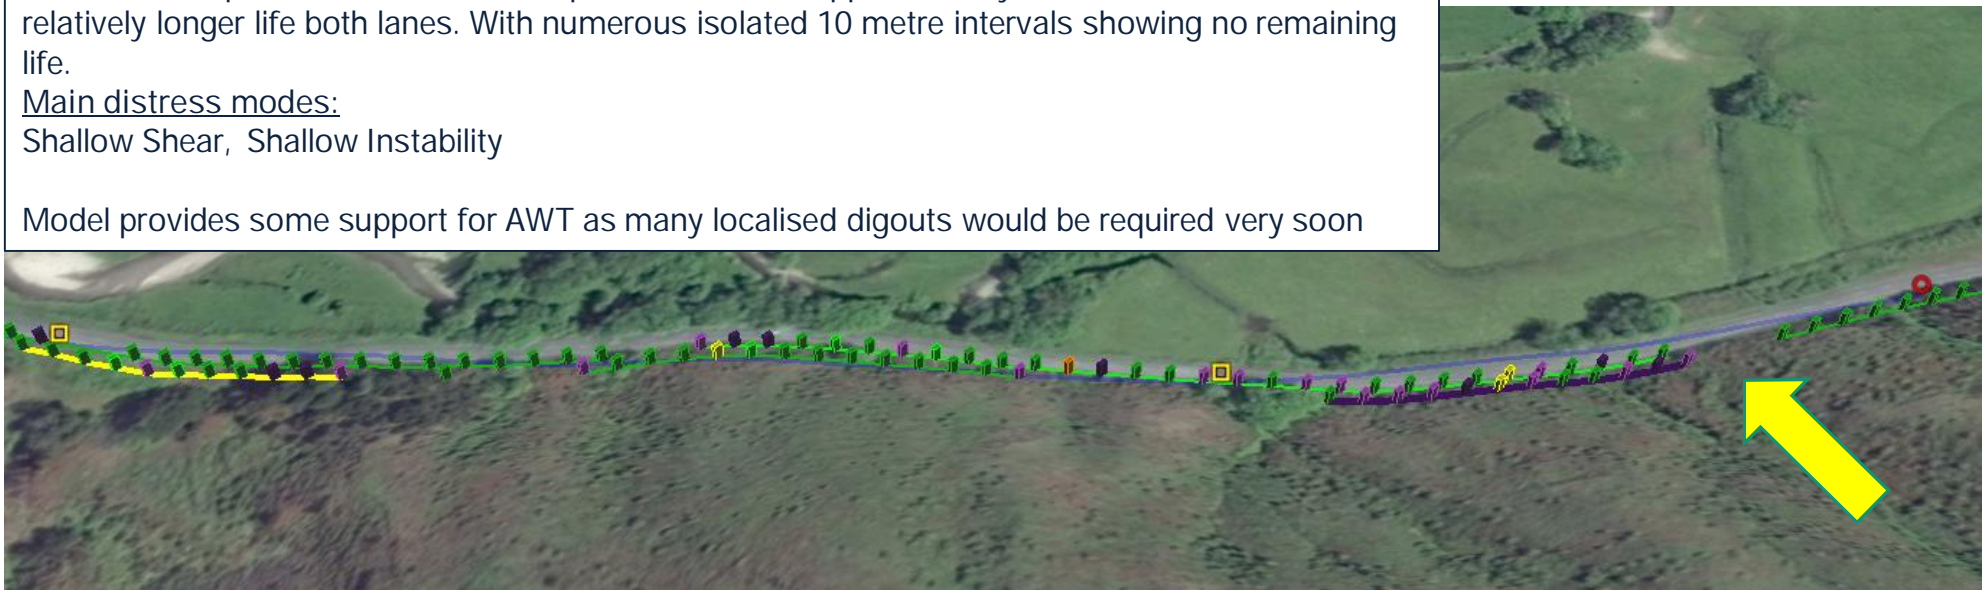 relatively longer life both lanes. With numerous isolated 10 metre intervals showing no remaining
life.
Main distress modes:
Shallow Shear, Shallow Instability
Model provides some support for AWT as many localised digouts would be required very soon